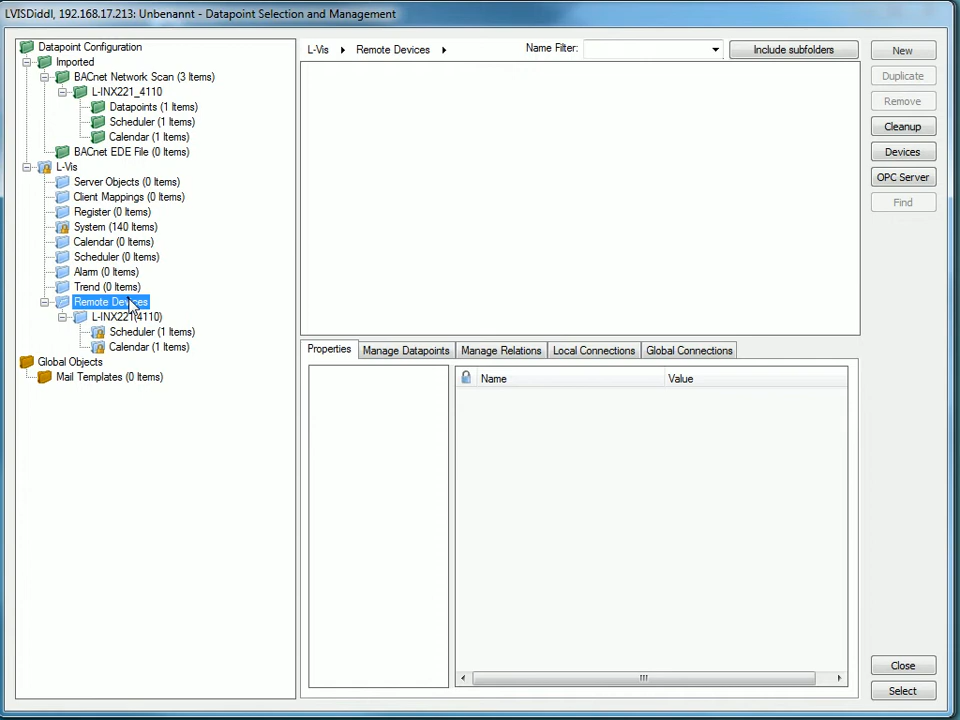 LVISDiddl, 192.168.17.213: Unbenannt - Datapoint Selection and Management
Datapoint Configuration
Imported
BACnet Network Scan (3 Items)
L-INX221_4110
Datapoints (1 Items)
Scheduler (1 Items)
Calendar (1 Items)
BACnet EDE File (0 Items)
L-Vis
Server Objects (0 Items)
Client Mappings (0 Items)
Register (0 Items)
System (140 Items)
Calendar (0 Items)
Scheduler (0 Items)
Alarm (0 Items)
Trend (0 Items)
Remote Devices
L-INX221(4110)
Scheduler (1 Items)
Calendar (1 Items)
Global Objects
Mail Templates (0 Items)
L-Vis Remote Devices
Name Filter:
Include subfolders
Properties Manage Datapoints Manage Relations Local Connections Global Connections
Name Value
New
Duplicate
Remove
Cleanup
Devices
OPC Server
Find
Close
Select